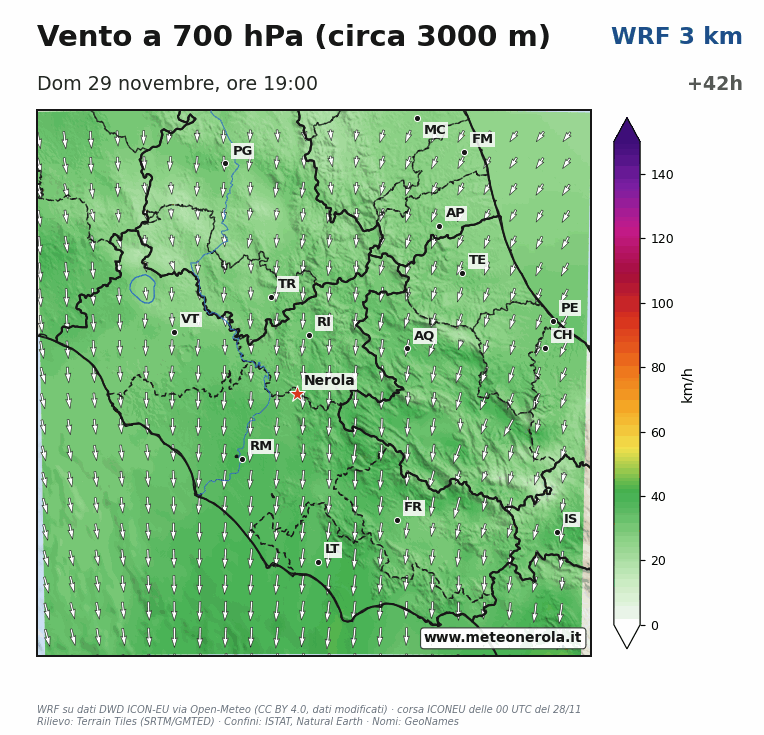 Vento a 700 hPa (circa 3000 m)
WRF 3 km
Dom 29 novembre, ore 19:00
+42h
MC
FM
PG
AP
TE
TR
PE
VT
RI
CH
AQ
Nerola
RM
FR
IS
LT
www.meteonerola.it
140
120
100
80
60
40
20
0
km/h
WRF su dati DWD ICON-EU via Open-Meteo (CC BY 4.0, dati modificati) · corsa ICONEU delle 00 UTC del 28/11
Rilievo: Terrain Tiles (SRTM/GMTED) · Confini: ISTAT, Natural Earth · Nomi: GeoNames